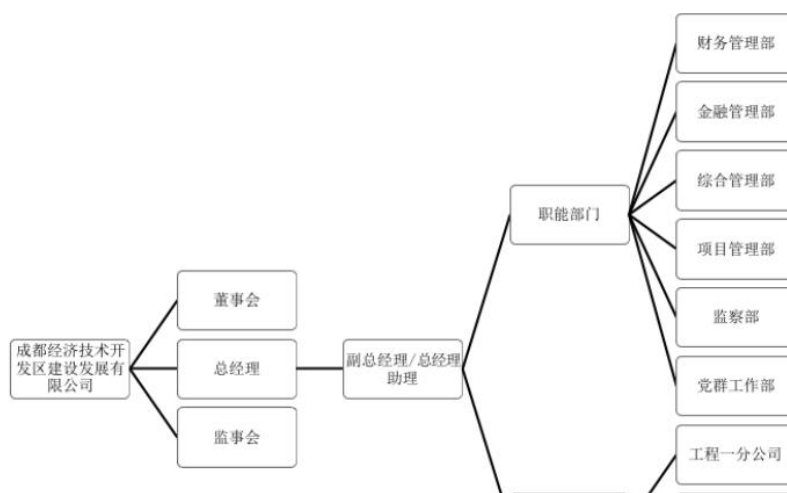 成都经济技术开
发区建设发展有
限公司
董事会
总经理
监事会
副总经理/总经理
助理
职能部门
财务管理部
金融管理部
综合管理部
项目管理部
监察部
党群工作部
工程一分公司